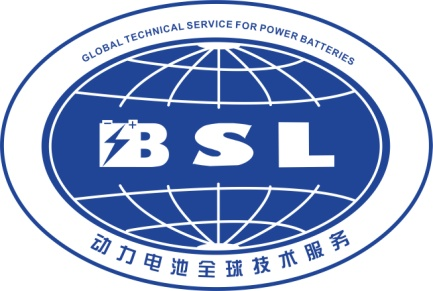 GLOBAL TECHNICAL SERVICE FOR POWER BATTERIES
BSL
动力电池全球技术服务